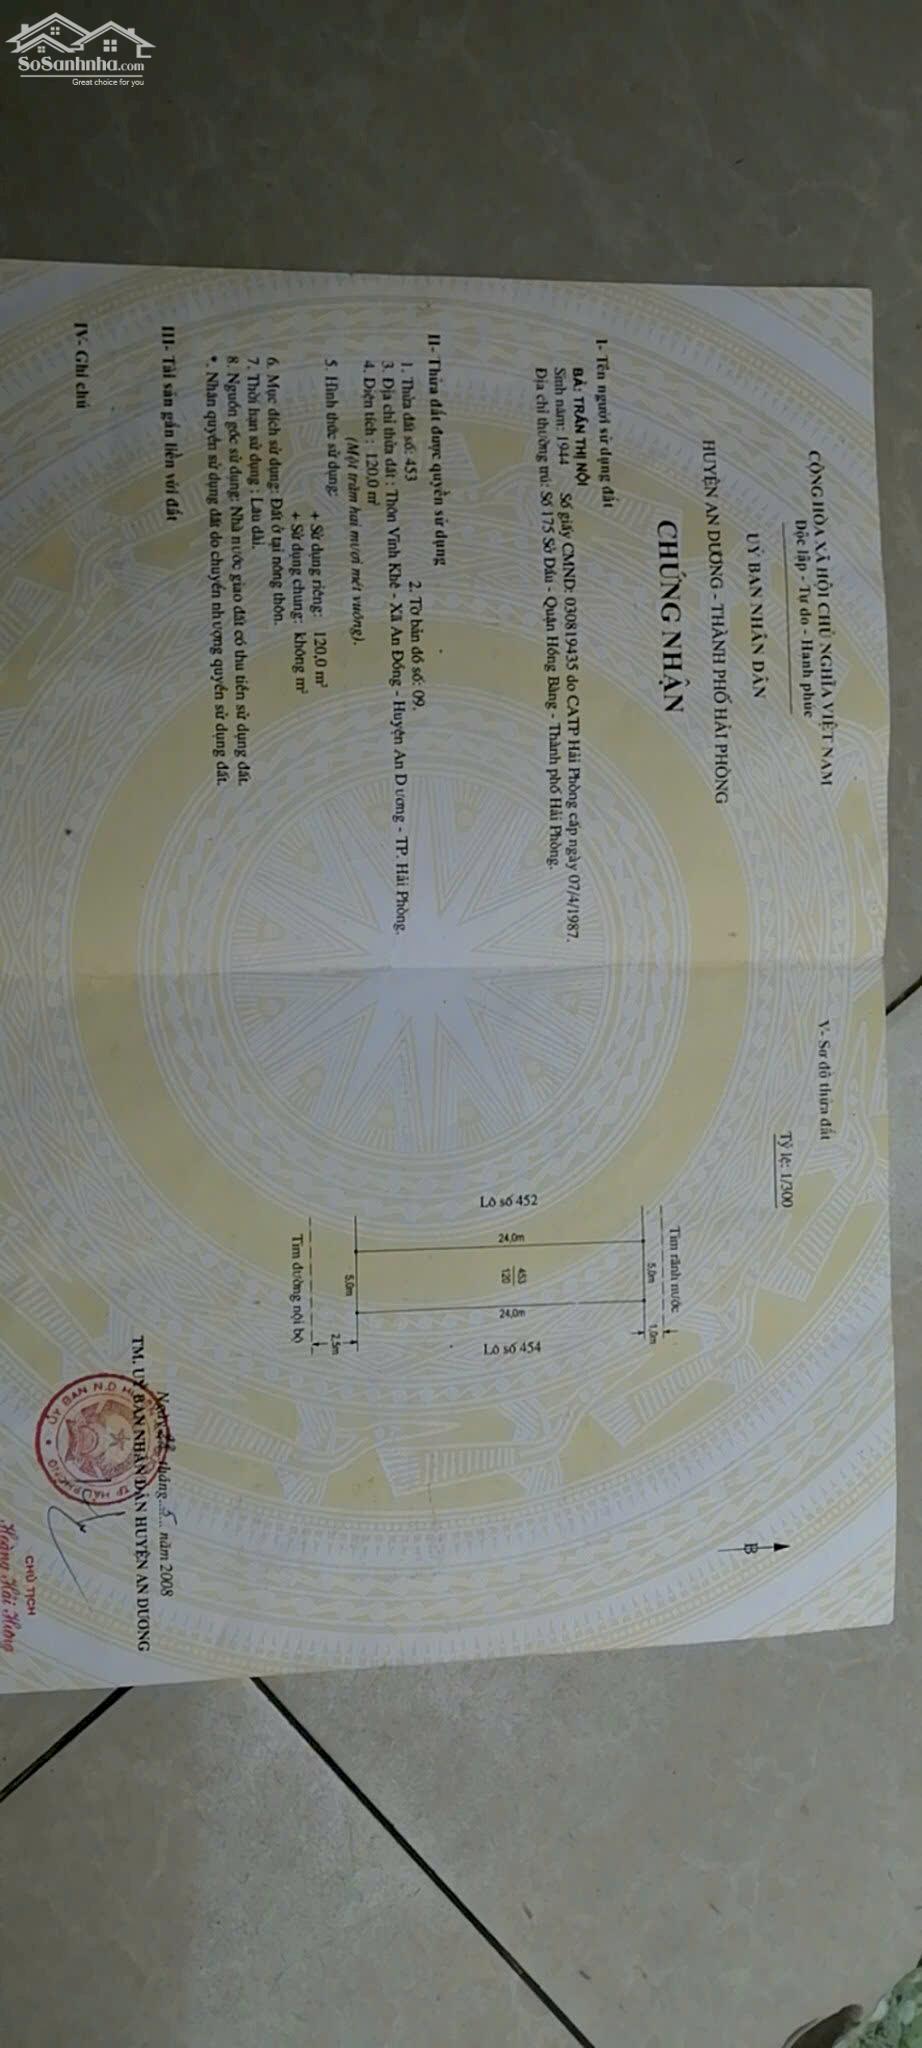 SoSanhnha.com
Great choice for you
CỘNG HÒA XÃ HỘI CHỦ NGHĨA VIỆT NAM
Độc lập - Tự do - Hạnh phúc
UỶ BAN NHÂN DÂN
HUYỆN AN DƯƠNG - THÀNH PHỐ HẢI PHÒNG
CHỨNG NHẬN
I- Tên người sử dụng đất
BÀ: TRẦN THỊ NỘI
Sinh năm: 1944 Số giấy CMND: 030819435 do CATP Hải Phòng cấp ngày 07/4/1987.
Địa chỉ thường trú: Số 175 Sở Dầu - Quận Hồng Bàng - Thành phố Hải Phòng.
II- Thửa đất được quyền sử dụng
1. Thửa đất số: 453 2. Tờ bản đồ số: 09.
3. Địa chỉ thửa đất : Thôn Vĩnh Khê - Xã An Đồng - Huyện An Dương - TP. Hải Phòng.
4. Diện tích : 120,0 m²
(Một trăm hai mươi mét vuông).
5. Hình thức sử dụng:
+ Sử dụng riêng: 120,0 m²
+ Sử dụng chung: không m²
6. Mục đích sử dụng: Đất ở tại nông thôn.
7. Thời hạn sử dụng : Lâu dài.
8. Nguồn gốc sử dụng: Nhà nước giao đất có thu tiền sử dụng đất.
*. Nhận quyền sử dụng đất do chuyển nhượng quyền sử dụng đất.
III- Tài sản gắn liền với đất
IV- Ghi chú
V- Sơ đồ thửa đất
Tỷ lệ: 1/300
B
Tim rãnh nước
5,0m 1,0m
Lô số 452
24,0m
453
120
24,0m
Lô số 454
5,0m
2,5m
Tim đường nội bộ
Ngày tháng 5 năm 2008
TM. UỶ BAN NHÂN DÂN HUYỆN AN DƯƠNG
CHỦ TỊCH
Hoàng Hải Hưng